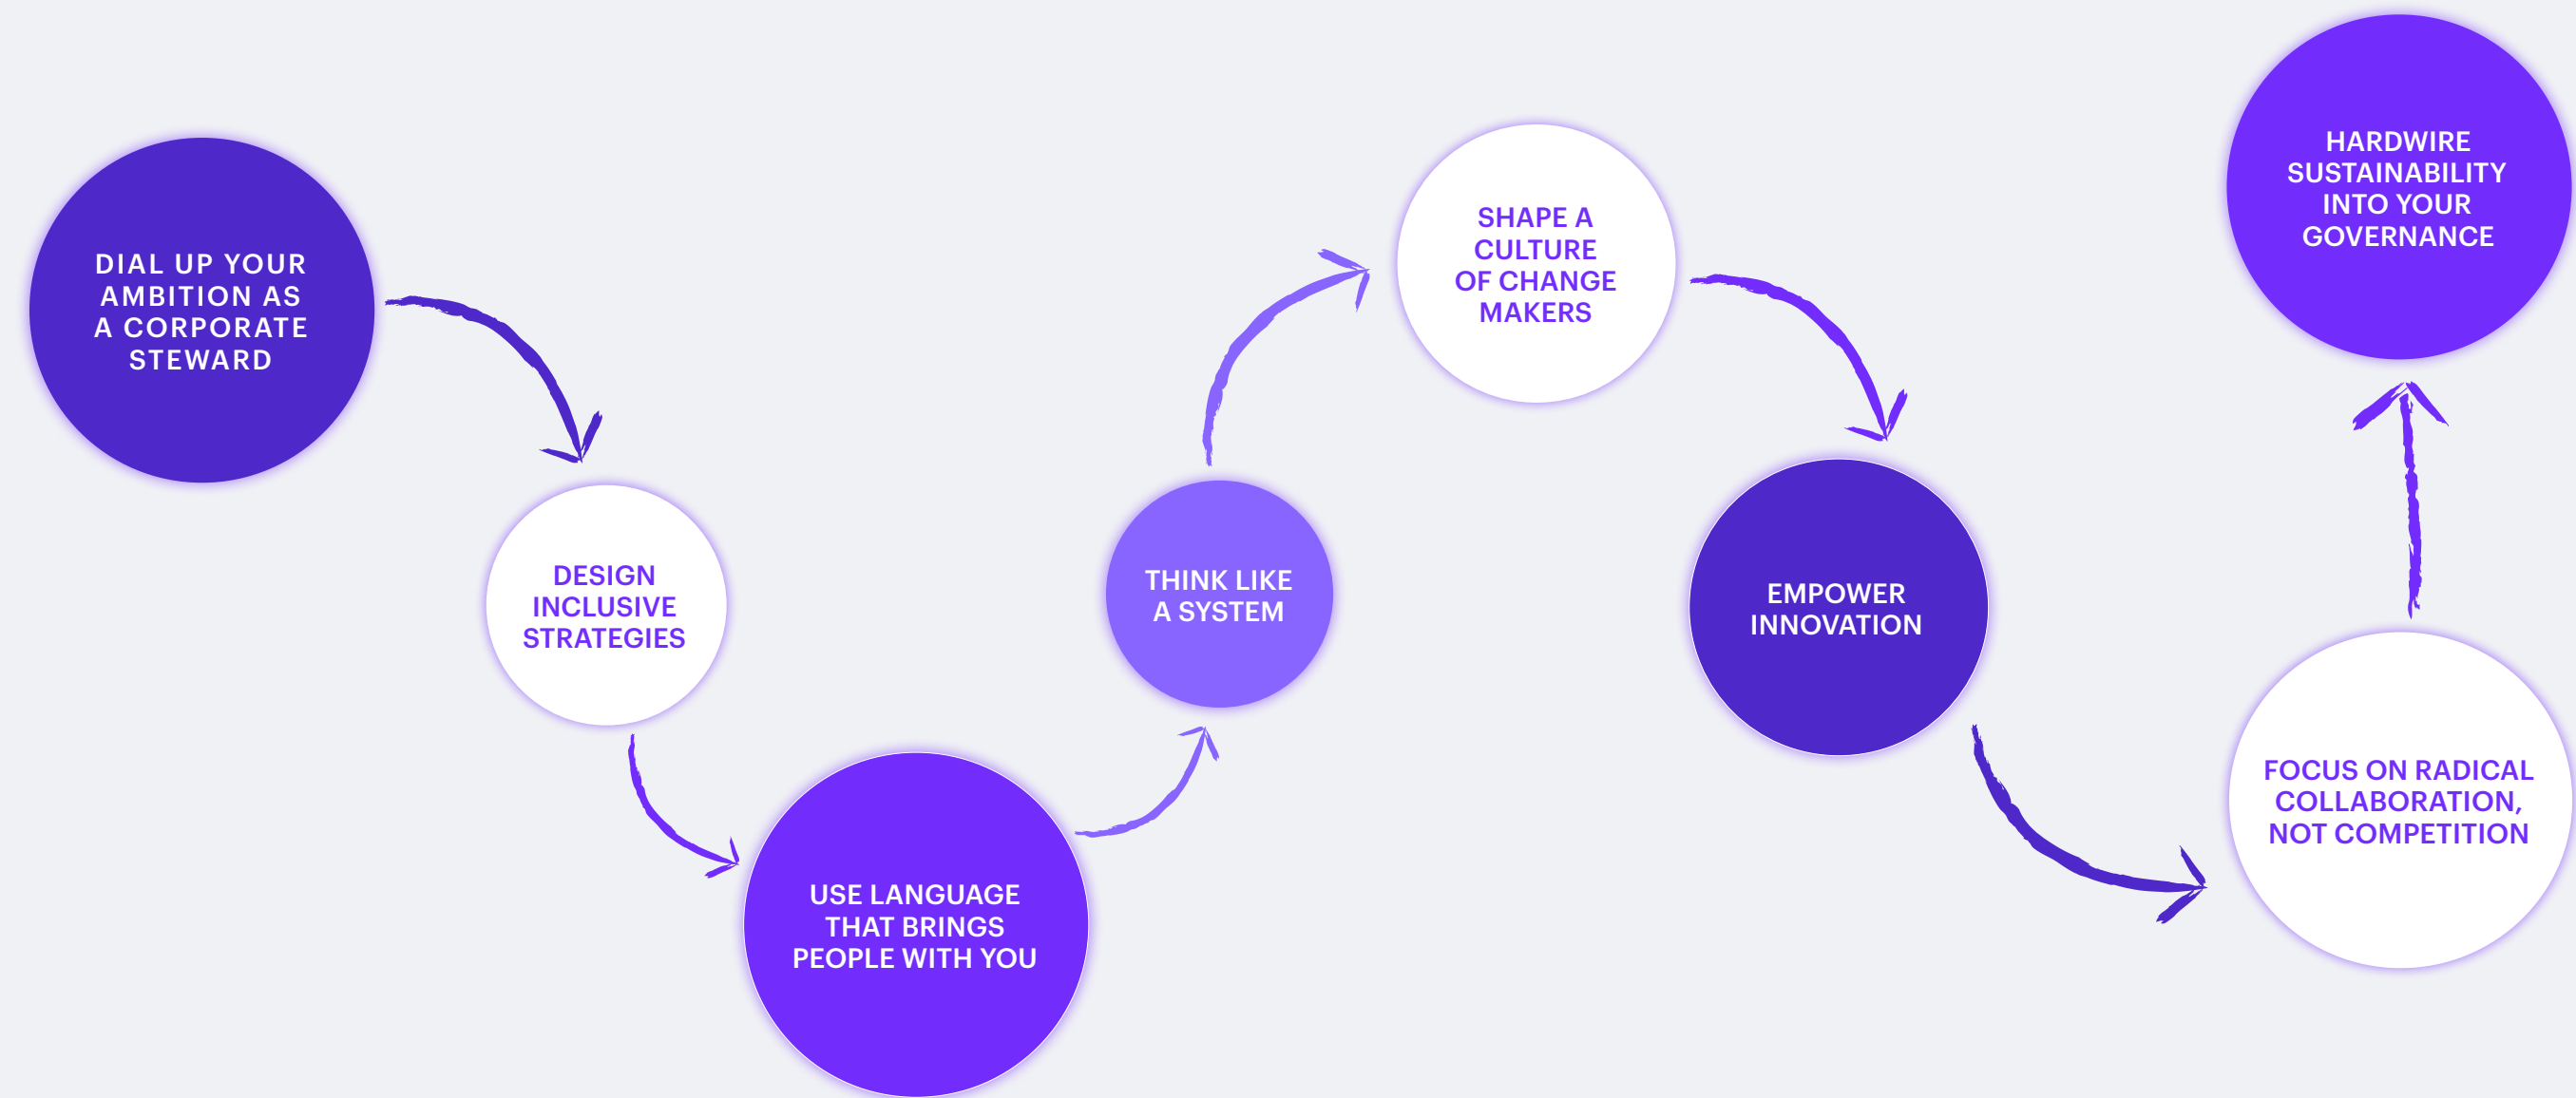 DIAL UP YOUR
AMBITION AS
A CORPORATE
STEWARD
DESIGN
INCLUSIVE
STRATEGIES
USE LANGUAGE
THAT BRINGS
PEOPLE WITH YOU
THINK LIKE
A SYSTEM
SHAPE A
CULTURE
OF CHANGE
MAKERS
EMPOWER
INNOVATION
FOCUS ON RADICAL
COLLABORATION,
NOT COMPETITION
HARDWIRE
SUSTAINABILITY
INTO YOUR
GOVERNANCE